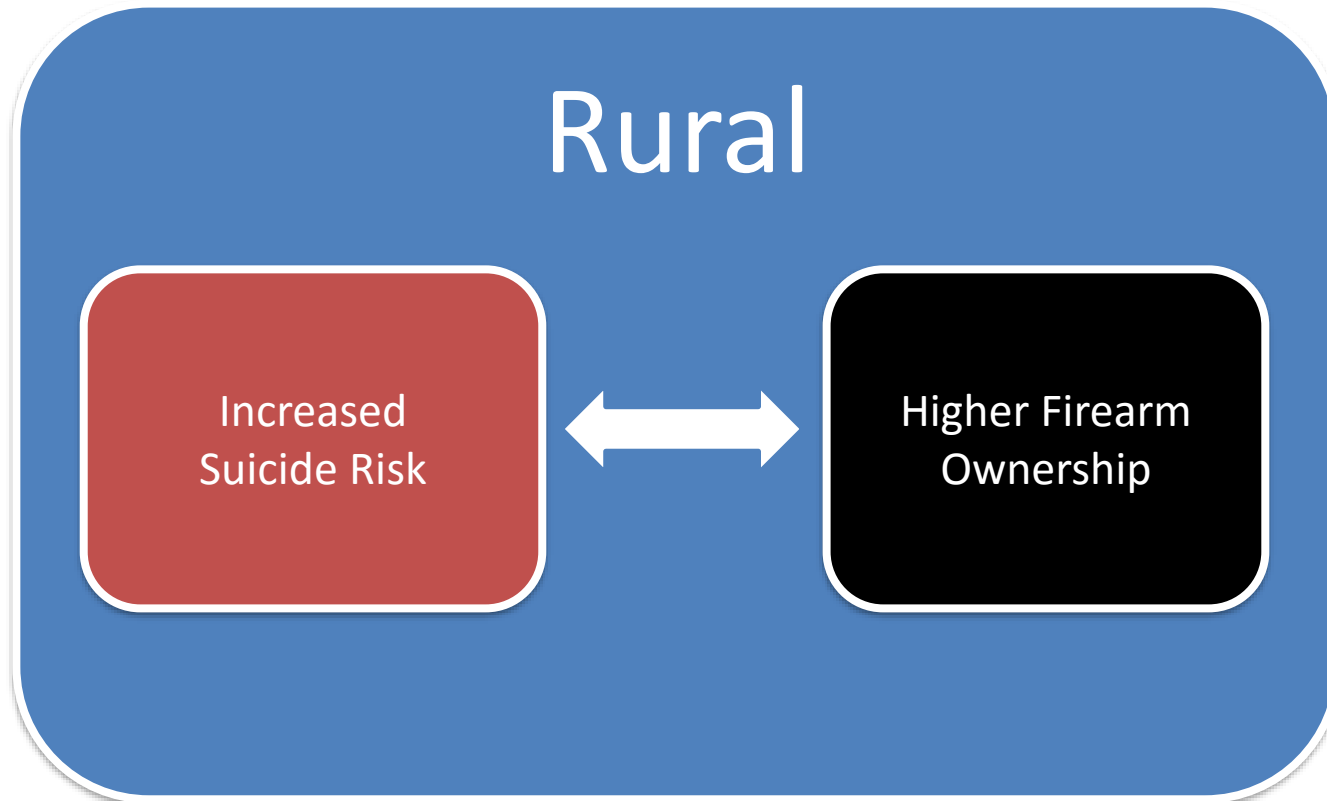 Rural
Increased
Suicide Risk
Higher Firearm
Ownership